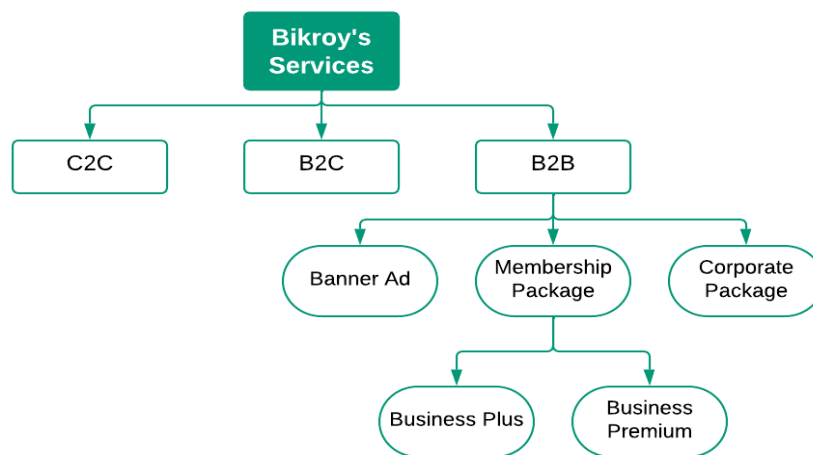 Bikroy's
Services
C2C
B2C
B2B
Banner Ad
Membership
Package
Corporate
Package
Business Plus
Business
Premium